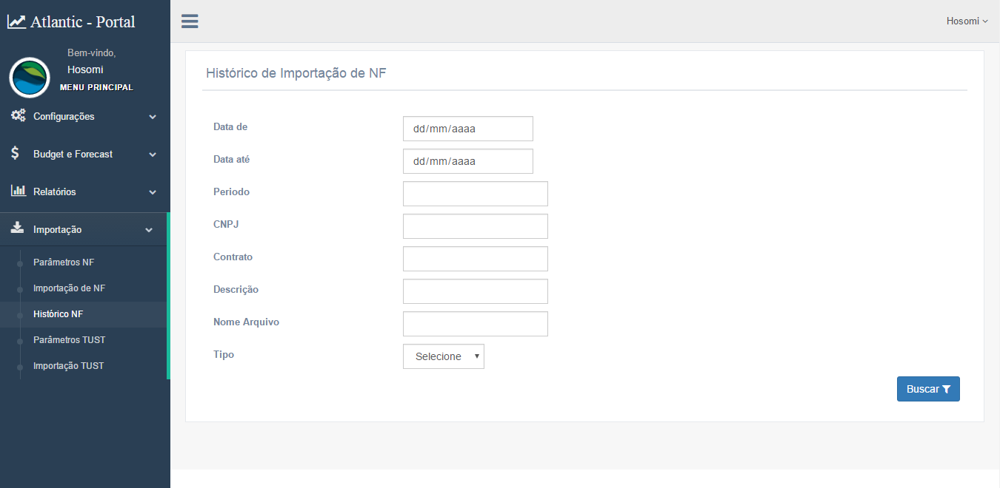 Atlantic - Portal
Bem-vindo,
Hosomi
MENU PRINCIPAL
Configurações
Budget e Forecast
Relatórios
Importação
Parâmetros NF
Importação de NF
Histórico NF
Parâmetros TUST
Importação TUST
Hosomi
Histórico de Importação de NF
Data de
dd/mm/aaaa
Data até
dd/mm/aaaa
Periodo
CNPJ
Contrato
Descrição
Nome Arquivo
Tipo
Selecione
Buscar